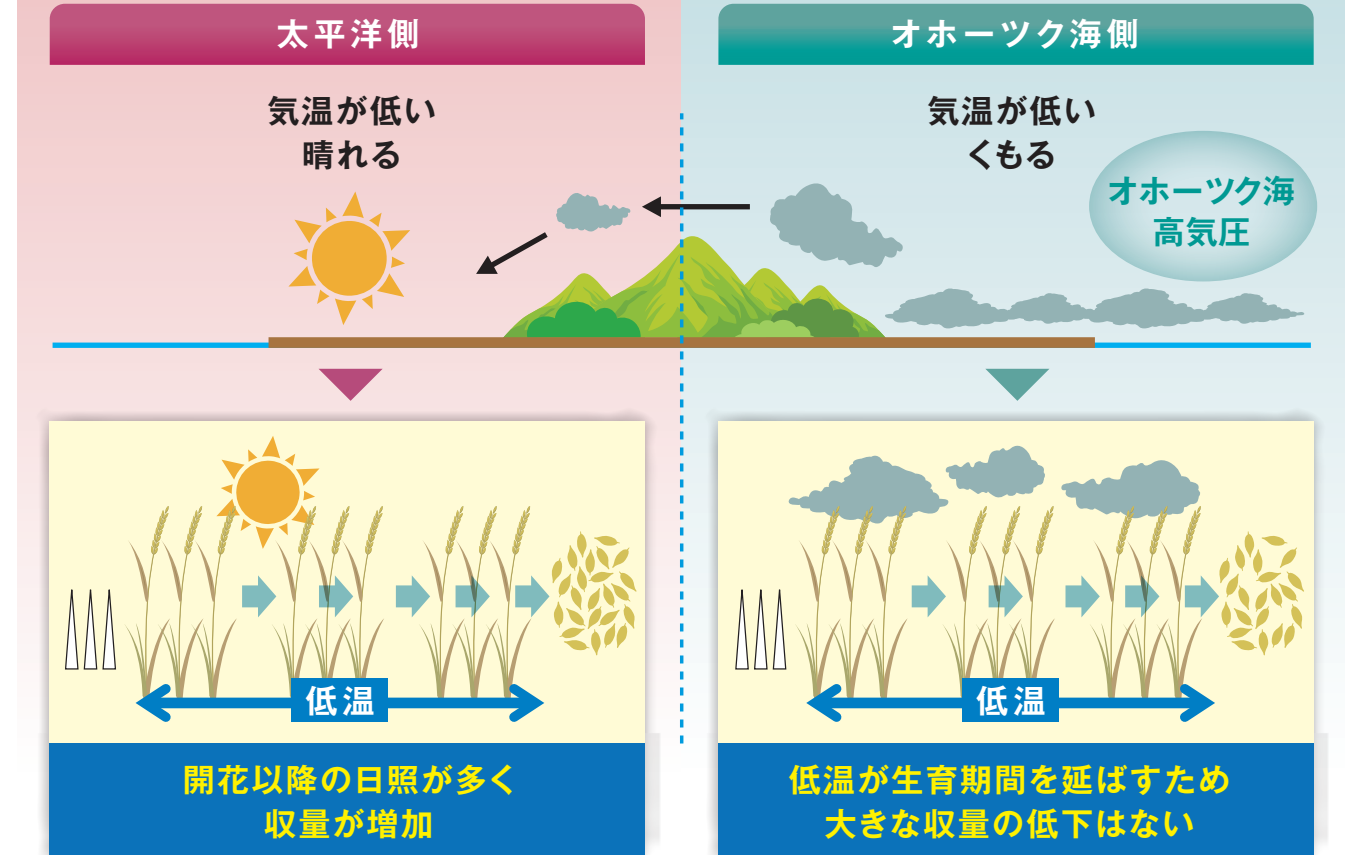 太平洋側
気温が低い
晴れる
低温
開花以降の日照が多く
収量が増加
オホーツク海側
気温が低い
くもる
オホーツク海
高気圧
低温
低温が生育期間を延ばすため
大きな収量の低下はない